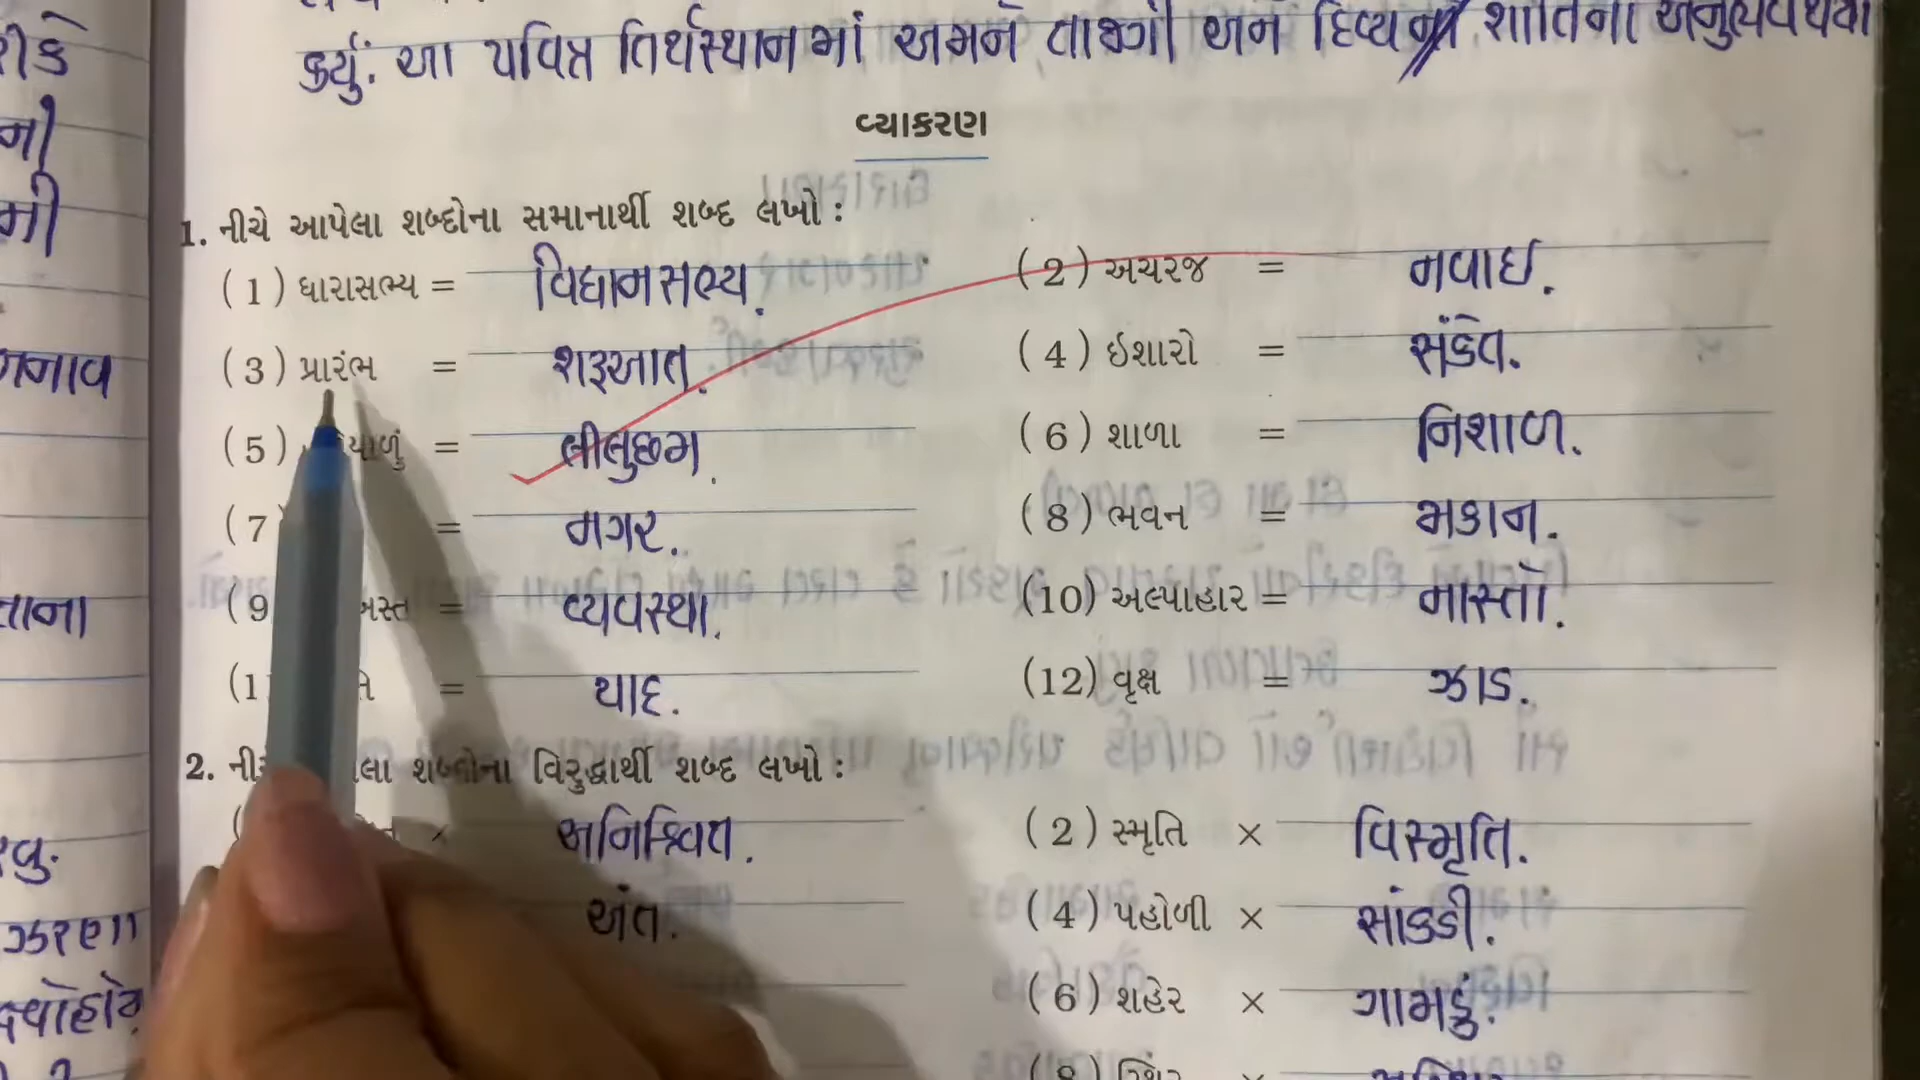 રીકે
કર્યું. આ પવિત્ર તિર્થસ્થાનમાં અમને તાજગી અને દિવ્ય શાંતિના અનુભવ થયા
વ્યાકરણ
1. નીચે આપેલા શબ્દોના સમાનાર્થી શબ્દ લખો :
(1) ધારાસભ્ય = વિધાનસભ્ય.
(2) અચરજ = નવાઈ.
(3) પ્રારંભ = શરૂઆત.
(4) ઇશારો = સંકેત.
(5) = લીલુછમ.
(6) શાળા = નિશાળ.
(7 = નગર.
(8) ભવન = મકાન.
(9 = વ્યવસ્થા.
(10) અલ્પાહાર = નાસ્તો.
(1 = યાદ.
(12) વૃક્ષ = ઝાડ.
2. શબ્દોના વિરુદ્ધાર્થી શબ્દ લખો :
× અનિશ્ચિત.
(2) સ્મૃતિ × વિસ્મૃતિ.
અંત.
(4) પહોળી × સાંકડી.
(6) શહેર × ગામડું.